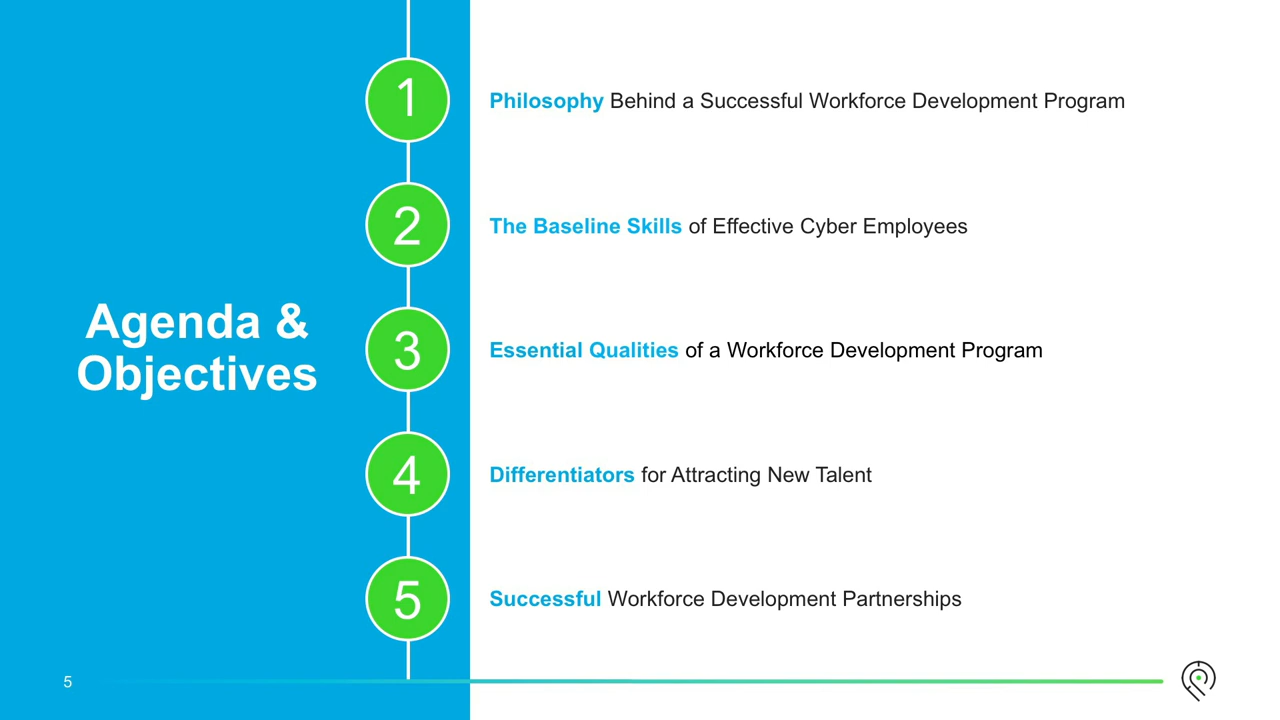 Agenda &
Objectives
1
Philosophy Behind a Successful Workforce Development Program
2
The Baseline Skills of Effective Cyber Employees
3
Essential Qualities of a Workforce Development Program
4
Differentiators for Attracting New Talent
5
Successful Workforce Development Partnerships
5